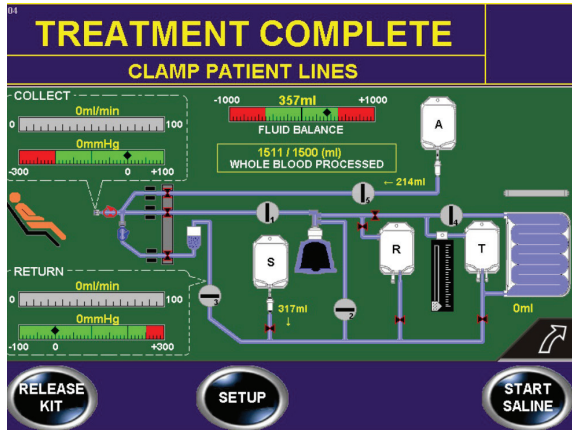 04
TREATMENT COMPLETE
CLAMP PATIENT LINES
COLLECT
0ml/min
0 100
0mmHg
-300 0 +100
357ml
-1000 +1000
FLUID BALANCE
1511 / 1500 (ml)
WHOLE BLOOD PROCESSED
A
← 214ml
5
1
4
S
R
T
317ml
↓
3
2
0ml
RETURN
0ml/min
0 100
0mmHg
-100 0 +300
RELEASE
KIT
SETUP
START
SALINE